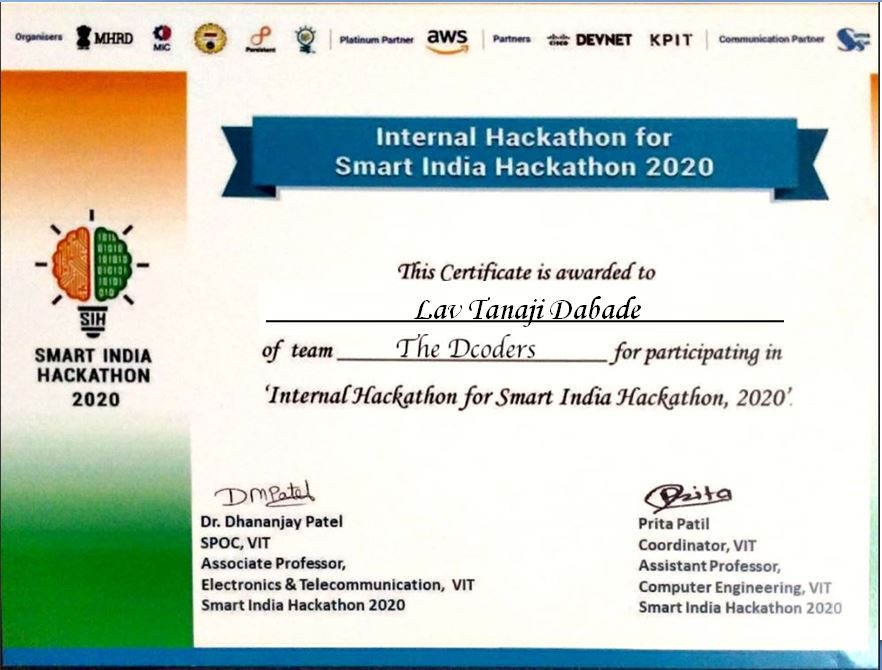 Organisers MHRD MIC Persistent Platinum Partner aws Partners CISCO DEVNET KPIT Communication Partner
Internal Hackathon for
Smart India Hackathon 2020
SIH
SMART INDIA
HACKATHON
2020
This Certificate is awarded to
Lav Tanaji Dabade
of team The Dcoders for participating in
‘Internal Hackathon for Smart India Hackathon, 2020’.
DMPatel
Dr. Dhananjay Patel
SPOC, VIT
Associate Professor,
Electronics & Telecommunication, VIT
Smart India Hackathon 2020
Prita
Prita Patil
Coordinator, VIT
Assistant Professor,
Computer Engineering, VIT
Smart India Hackathon 2020